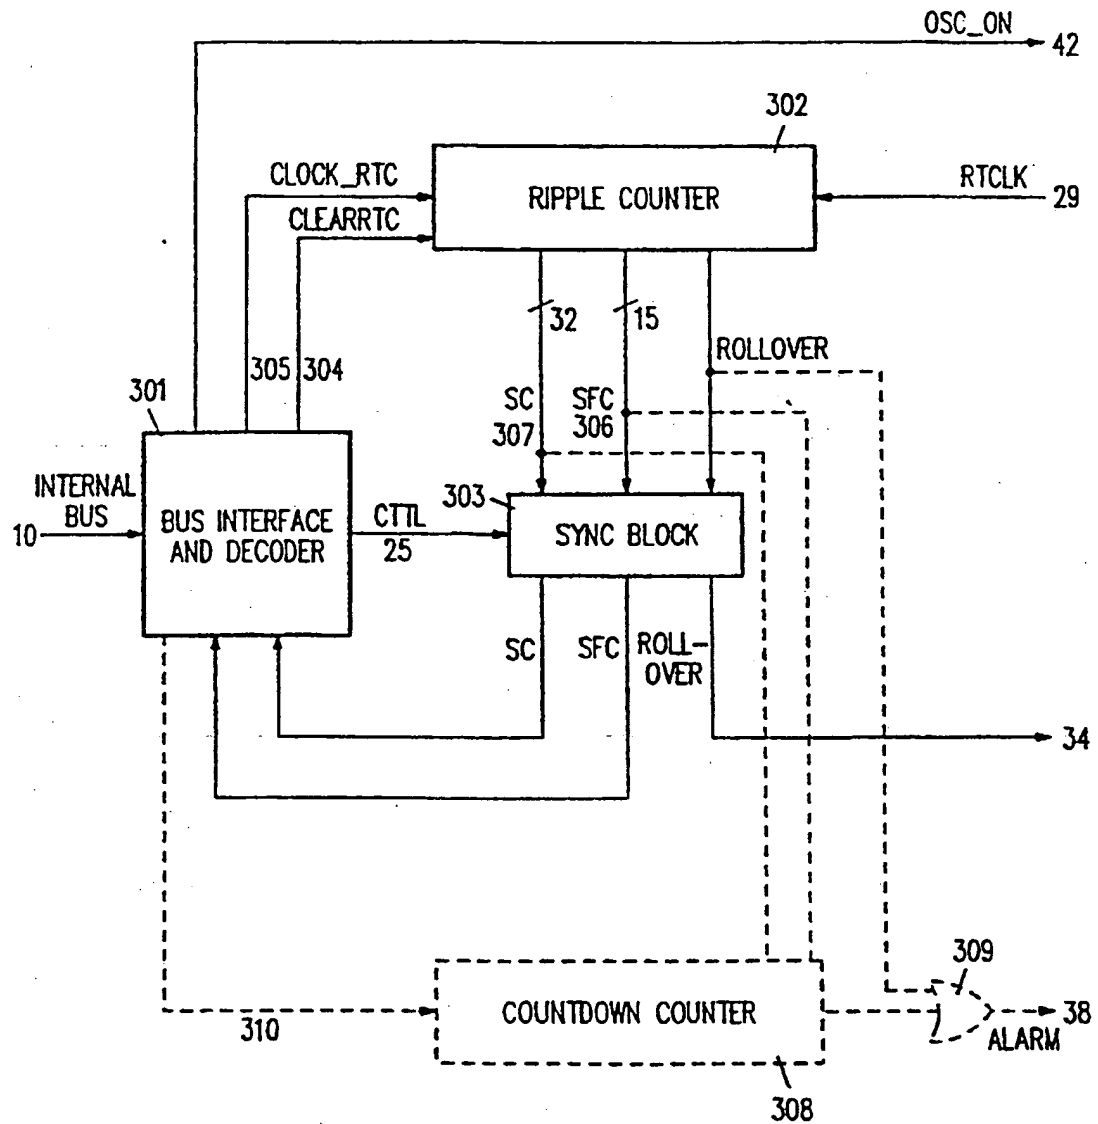 OSC_ON
42
302
CLOCK_RTC
RIPPLE COUNTER
RTCLK
29
CLEARRTC
32
15
ROLLOVER
305
304
301
SC
307
SFC
306
INTERNAL
BUS
10
BUS INTERFACE
AND DECODER
CTTL
25
303
SYNC BLOCK
SC
SFC
ROLL-
OVER
34
309
310
COUNTDOWN COUNTER
38
ALARM
308